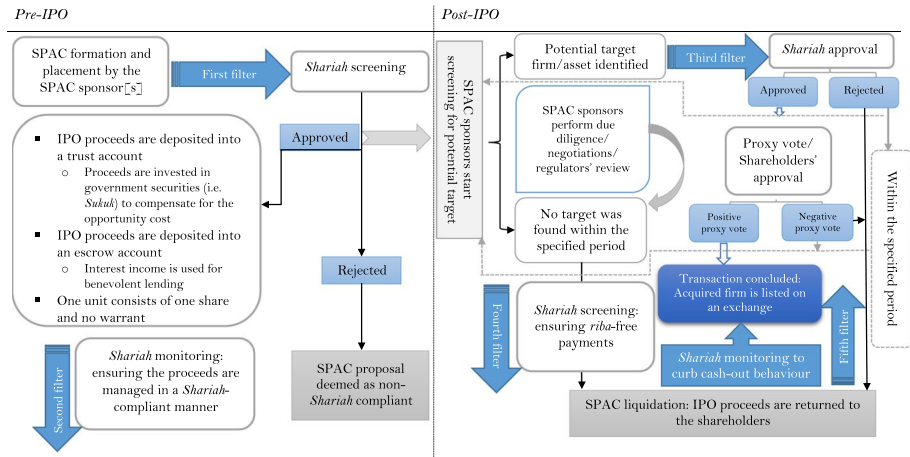 Pre-IPO
Post-IPO
SPAC formation and
placement by the
SPAC sponsor[s]
First filter
Shariah screening
Approved
IPO proceeds are deposited into
a trust account
Proceeds are invested in
government securities (i.e.
Sukuk) to compensate for the
opportunity cost
IPO proceeds are deposited into
an escrow account
Interest income is used for
benevolent lending
One unit consists of one share
and no warrant
Rejected
Second filter
Shariah monitoring:
ensuring the proceeds are
managed in a Shariah-
compliant manner
SPAC proposal
deemed as non-
Shariah compliant
SPAC sponsors start
screening for potential
target
Potential target
firm/asset identified
Third filter
Shariah approval
Approved
Rejected
SPAC sponsors
perform due
diligence/
negotiations/
regulators' review
Proxy vote/
Shareholders'
approval
Within the specified period
No target was
found within the
specified period
Positive
proxy vote
Negative
proxy vote
Transaction concluded:
Acquired firm is listed on
an exchange
Fourth filter
Shariah screening:
ensuring riba-free
payments
Shariah monitoring to
curb cash-out behaviour
Fifth filter
SPAC liquidation: IPO proceeds are returned to
the shareholders